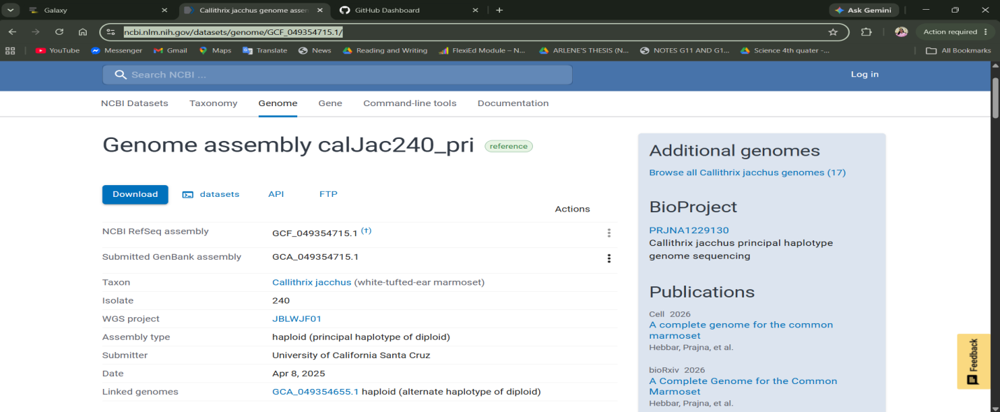 Galaxy
Callithrix jacchus genome assen
GitHub Dashboard
Ask Gemini
ncbi.nlm.nih.gov/datasets/genome/GCF_049354715.1/
Action required
YouTube
Messenger
Gmail
Maps
Translate
News
Reading and Writing
FlexiEd Module – N...
ARLENE'S THESIS (N...
NOTES G11 AND G1...
Science 4th quater -...
All Bookmarks
Search NCBI ...
Log in
NCBI Datasets
Taxonomy
Genome
Gene
Command-line tools
Documentation
Genome assembly calJac240_pri
reference
Download
datasets
API
FTP
Actions
NCBI RefSeq assembly GCF_049354715.1 (†)
Submitted GenBank assembly GCA_049354715.1
Taxon Callithrix jacchus (white-tufted-ear marmoset)
Isolate 240
WGS project JBLWJF01
Assembly type haploid (principal haplotype of diploid)
Submitter University of California Santa Cruz
Date Apr 8, 2025
Linked genomes GCA_049354655.1 haploid (alternate haplotype of diploid)
Additional genomes
Browse all Callithrix jacchus genomes (17)
BioProject
PRJNA1229130
Callithrix jacchus principal haplotype
genome sequencing
Publications
Cell 2026
A complete genome for the common
marmoset
Hebbar, Prajna, et al.
bioRxiv 2026
A Complete Genome for the Common
Marmoset
Hebbar, Prajna, et al.
Feedback